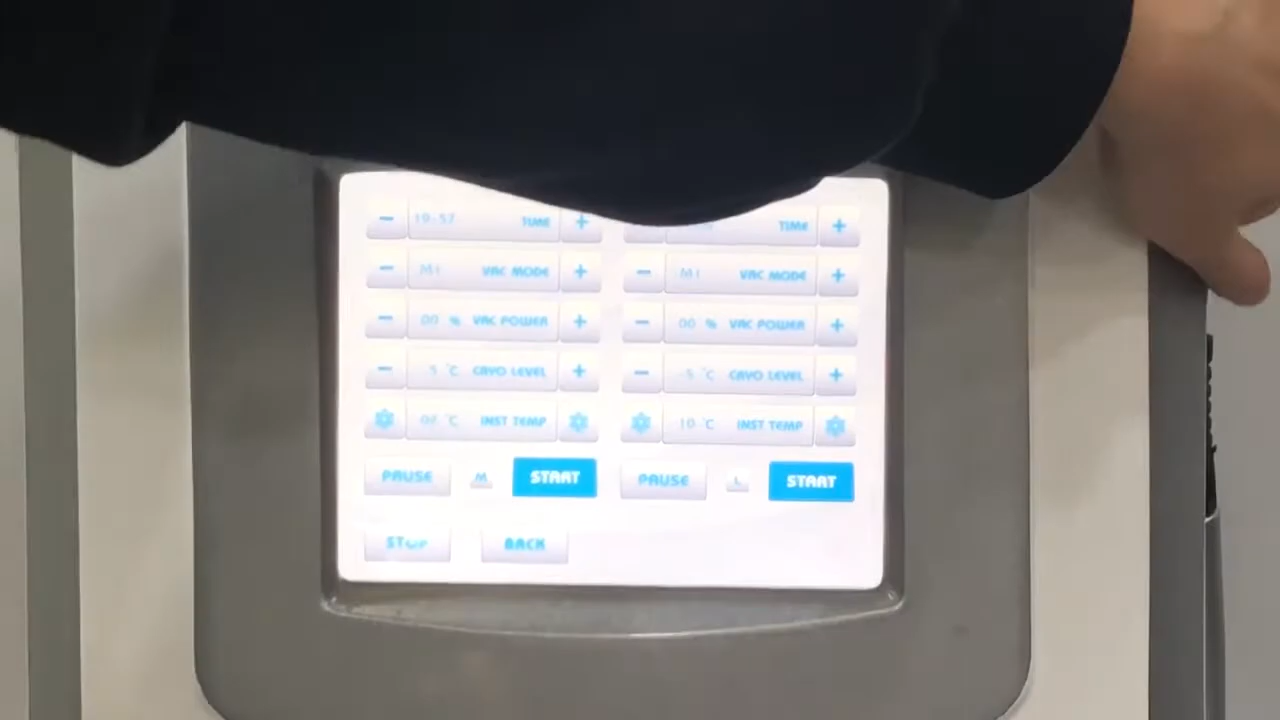 - 19:57 TIME + - TIME +
- M1 VAC MODE + - M1 VAC MODE +
- 00 % VAC POWER + - 00 % VAC POWER +
- 5 °C CRYO LEVEL + - -5 °C CRYO LEVEL +
°C INST TEMP 10 °C INST TEMP
PAUSE M START PAUSE L START
STOP BACK